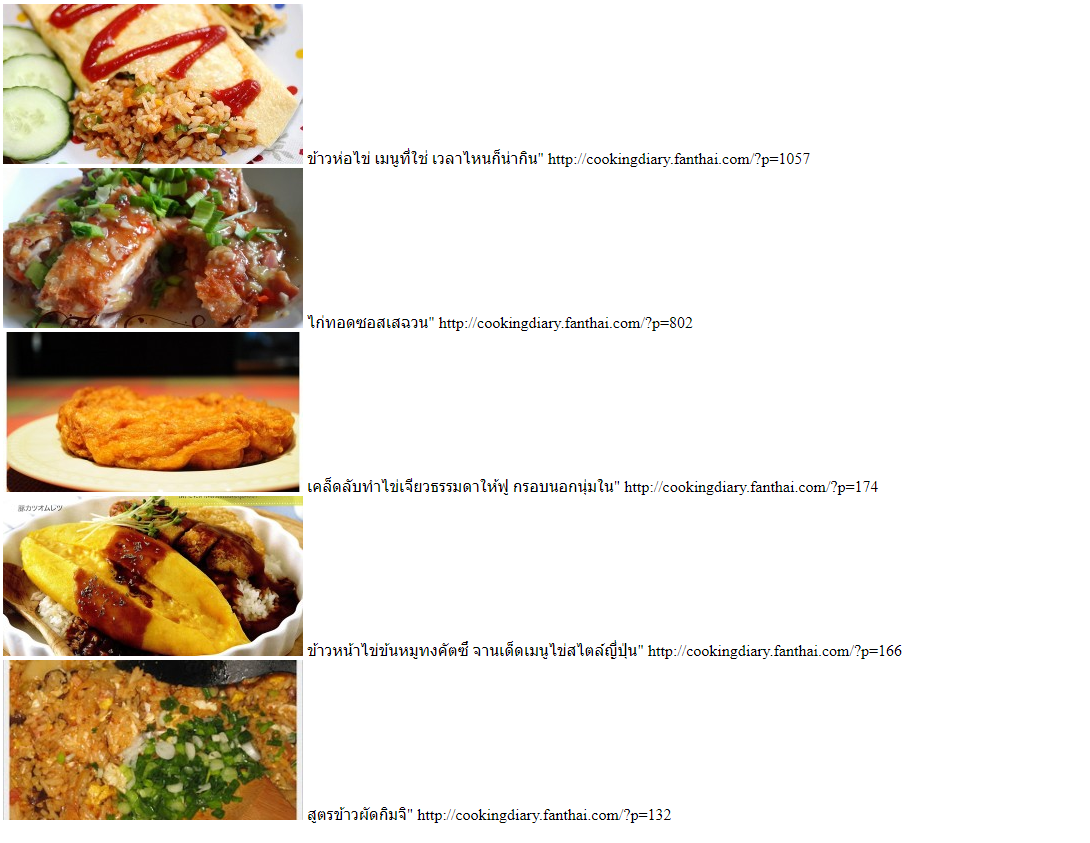 ข้าวห่อไข่ เมนูที่ใช่ เวลาไหนก็น่ากิน" http://cookingdiary.fanthai.com/?p=1057
ไก่ทอดซอสเสฉวน" http://cookingdiary.fanthai.com/?p=802
เคล็ดลับทำไข่เจียวธรรมดาให้ฟู กรอบนอกนุ่มใน" http://cookingdiary.fanthai.com/?p=174
豚カツオムレツ
ข้าวหน้าไข่ข้นหมูทงคัตซึ จานเด็ดเมนูไข่สไตล์ญี่ปุ่น" http://cookingdiary.fanthai.com/?p=166
สูตรข้าวผัดกิมจิ" http://cookingdiary.fanthai.com/?p=132